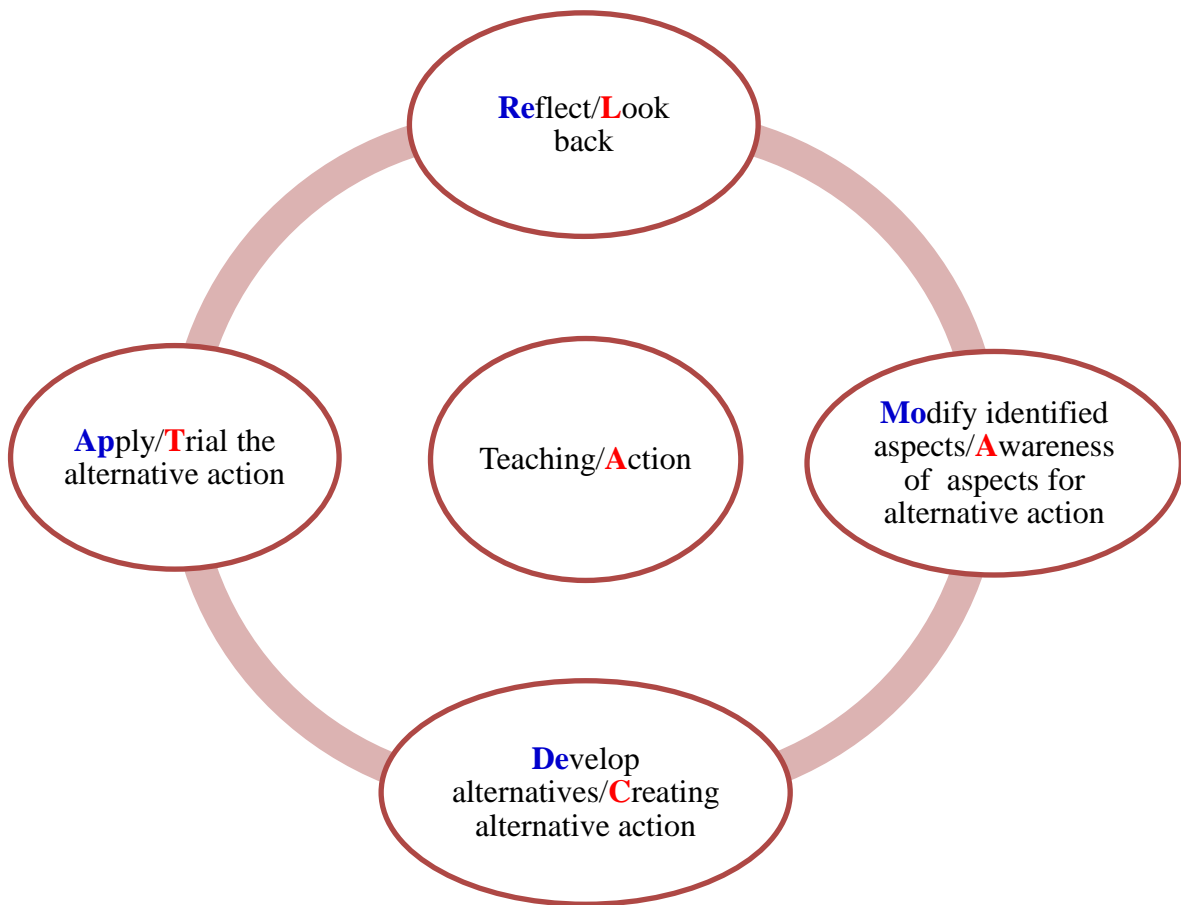 Reflect/Look
back
Apply/Trial the
alternative action
Teaching/Action
Modify identified
aspects/Awareness
of aspects for
alternative action
Develop
alternatives/Creating
alternative action